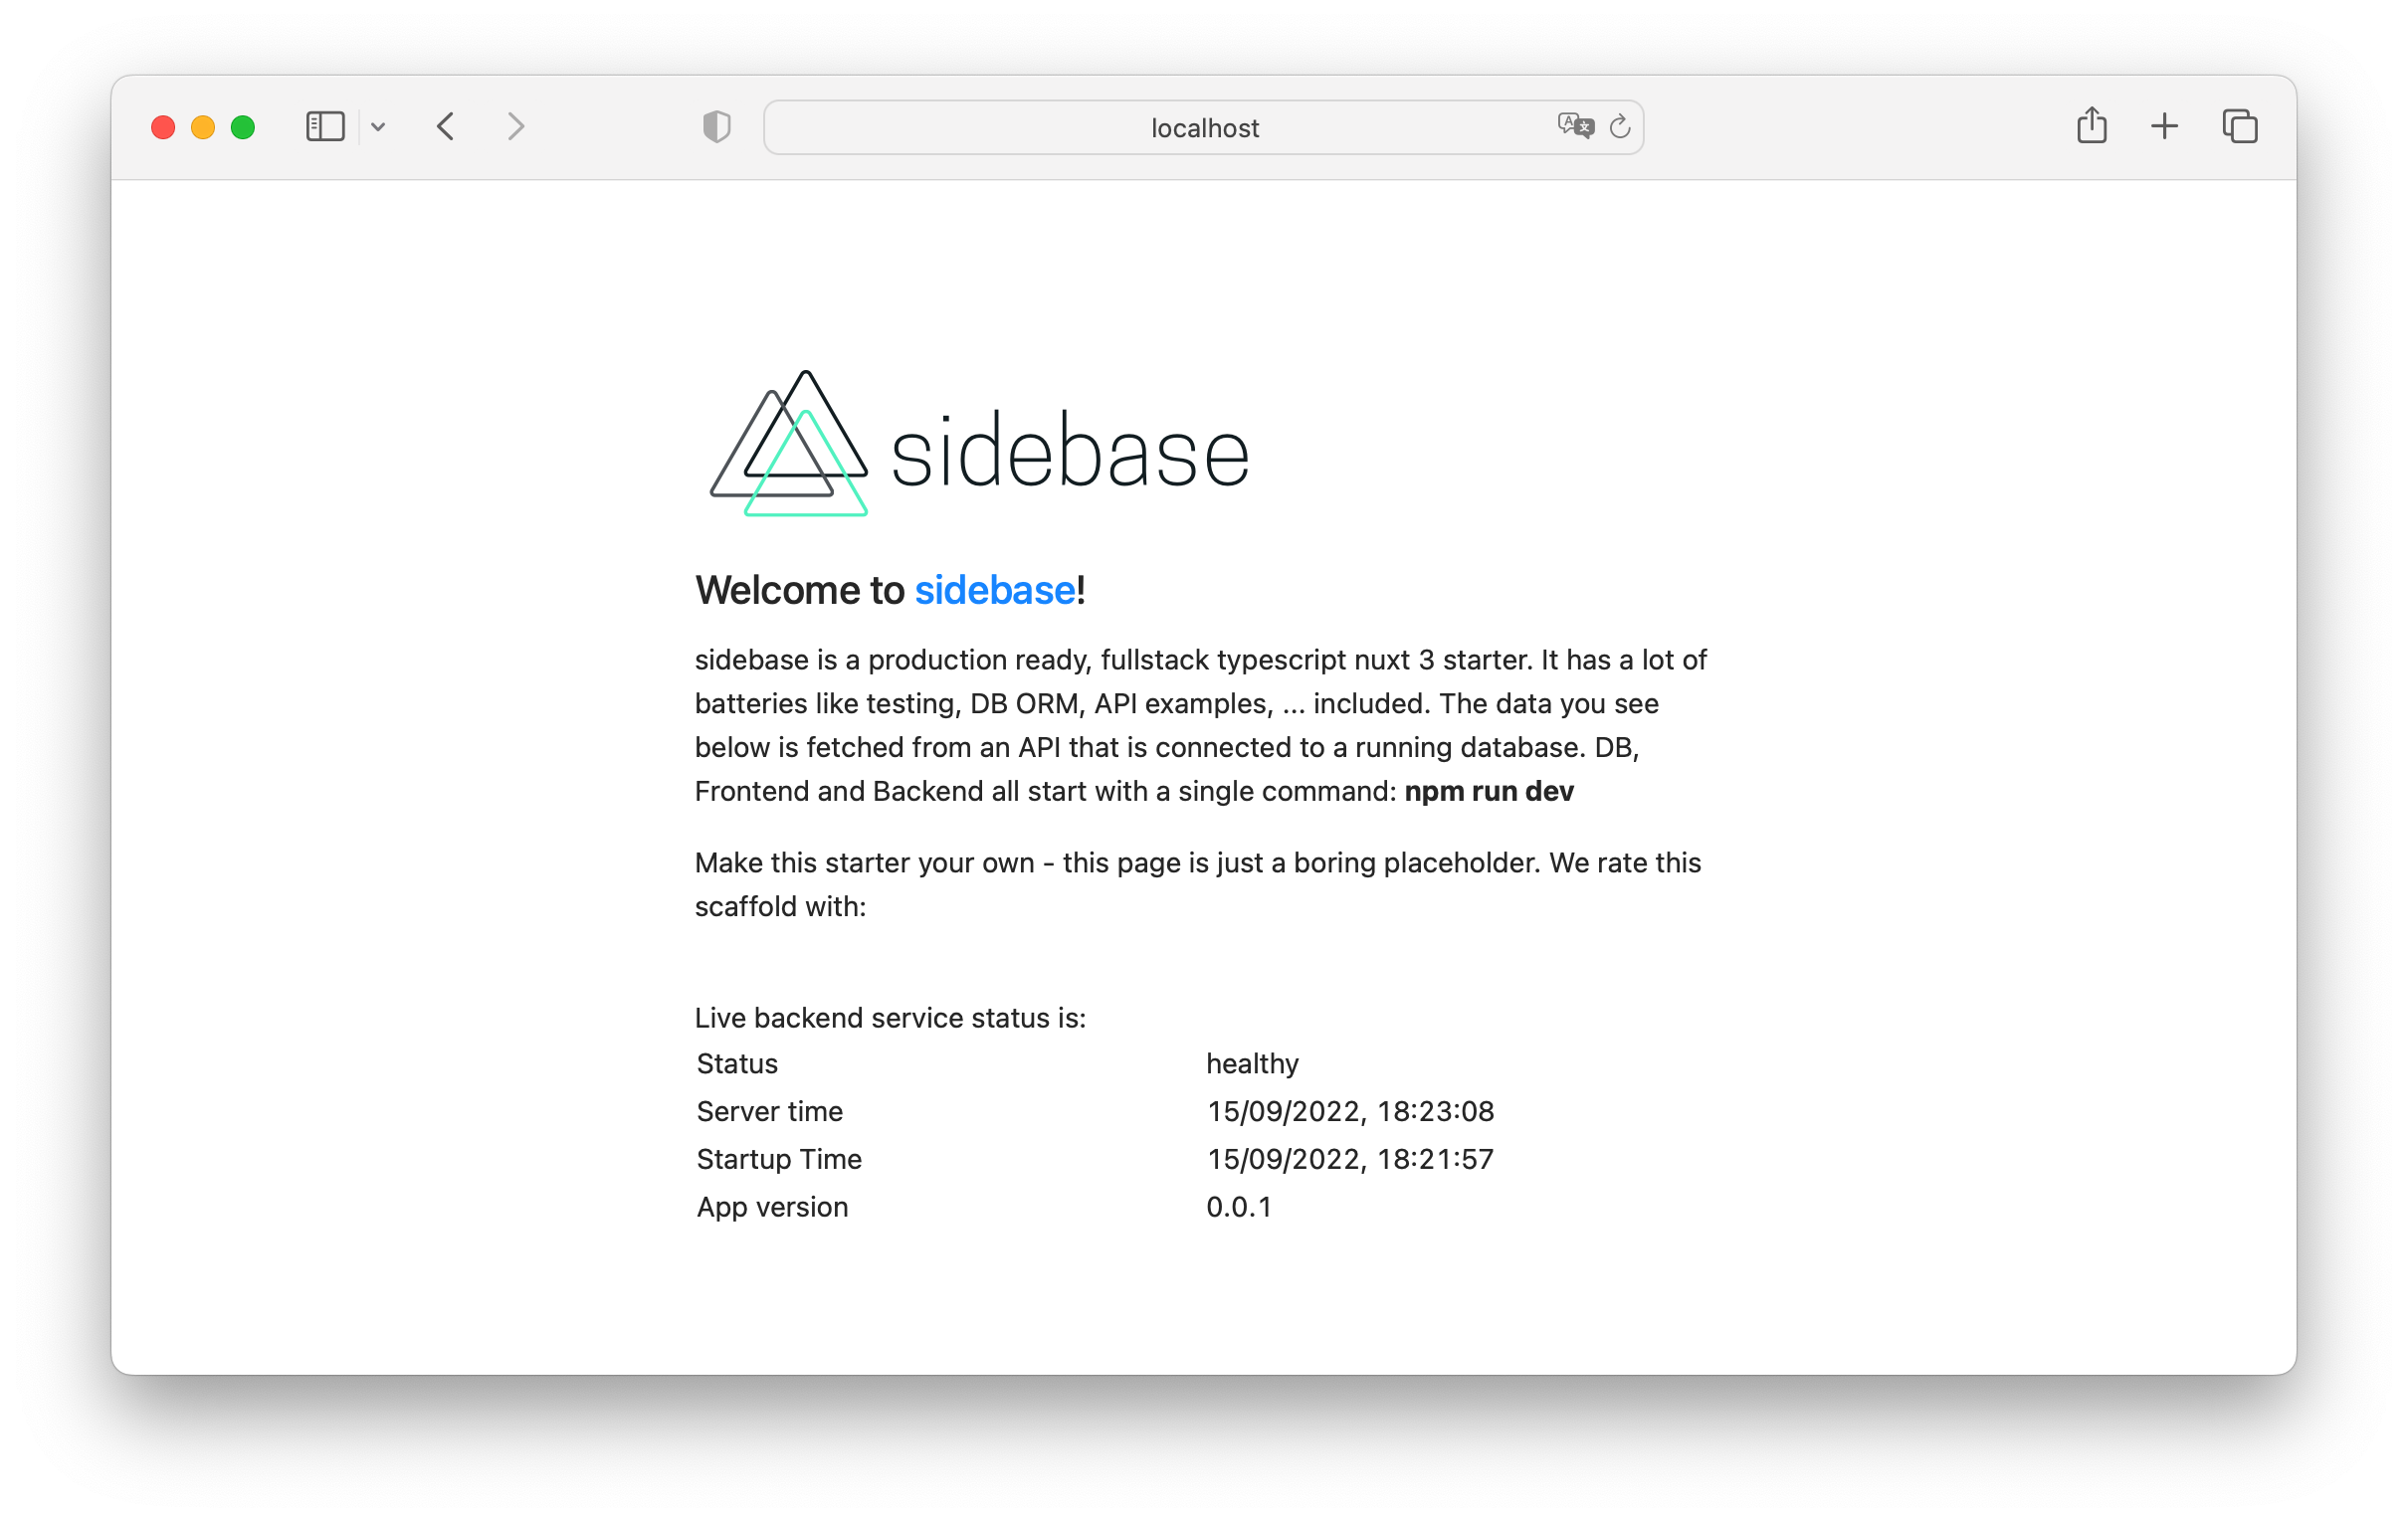 localhost
sidebase
Welcome to sidebase!
sidebase is a production ready, fullstack typescript nuxt 3 starter. It has a lot of
batteries like testing, DB ORM, API examples, ... included. The data you see
below is fetched from an API that is connected to a running database. DB,
Frontend and Backend all start with a single command: npm run dev
Make this starter your own - this page is just a boring placeholder. We rate this
scaffold with:
Live backend service status is:
Status healthy
Server time 15/09/2022, 18:23:08
Startup Time 15/09/2022, 18:21:57
App version 0.0.1